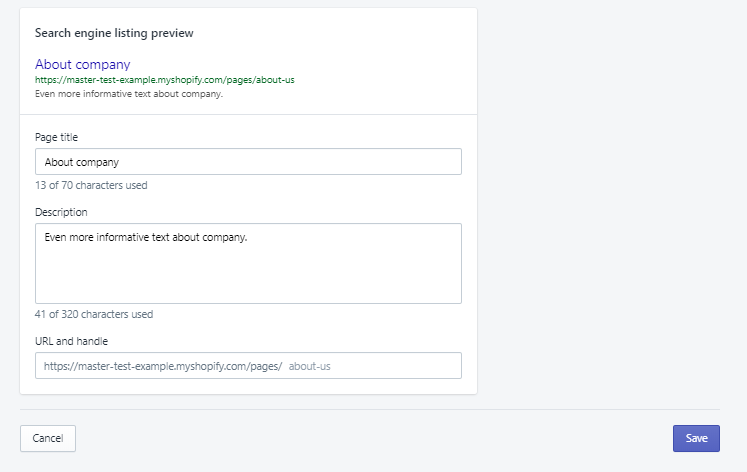 Search engine listing preview
About company
https://master-test-example.myshopify.com/pages/about-us
Even more informative text about company.
Page title
About company
13 of 70 characters used
Description
Even more informative text about company.
41 of 320 characters used
URL and handle
https://master-test-example.myshopify.com/pages/ about-us
Cancel Save